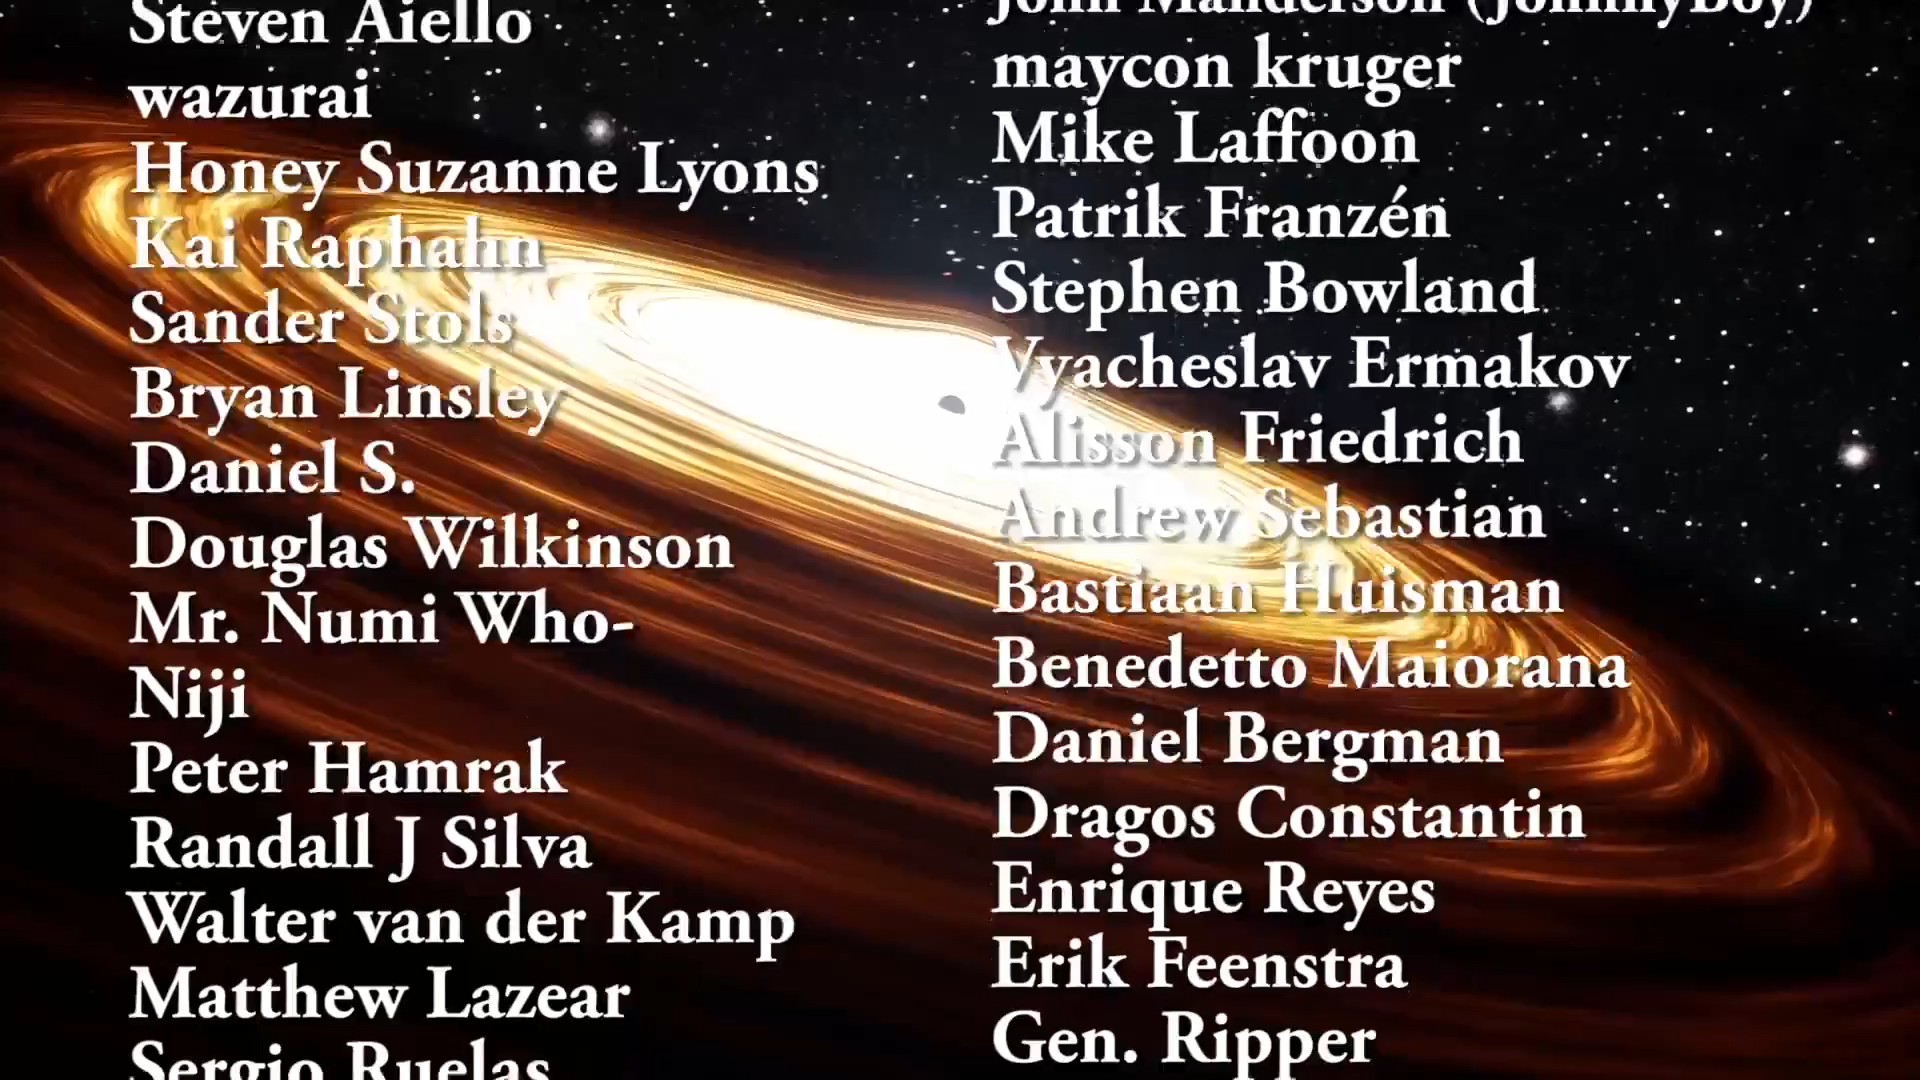 Steven Aiello
wazurai
Honey Suzanne Lyons
Kai Raphahn
Sander Stols
Bryan Linsley
Daniel S.
Douglas Wilkinson
Mr. Numi Who-
Niji
Peter Hamrak
Randall J Silva
Walter van der Kamp
Matthew Lazear
Sergio Ruelas
John Manderson (JohnnyBoy)
maycon kruger
Mike Laffoon
Patrik Franzén
Stephen Bowland
Vyacheslav Ermakov
Alisson Friedrich
Andrew Sebastian
Bastiaan Huisman
Benedetto Maiorana
Daniel Bergman
Dragos Constantin
Enrique Reyes
Erik Feenstra
Gen. Ripper